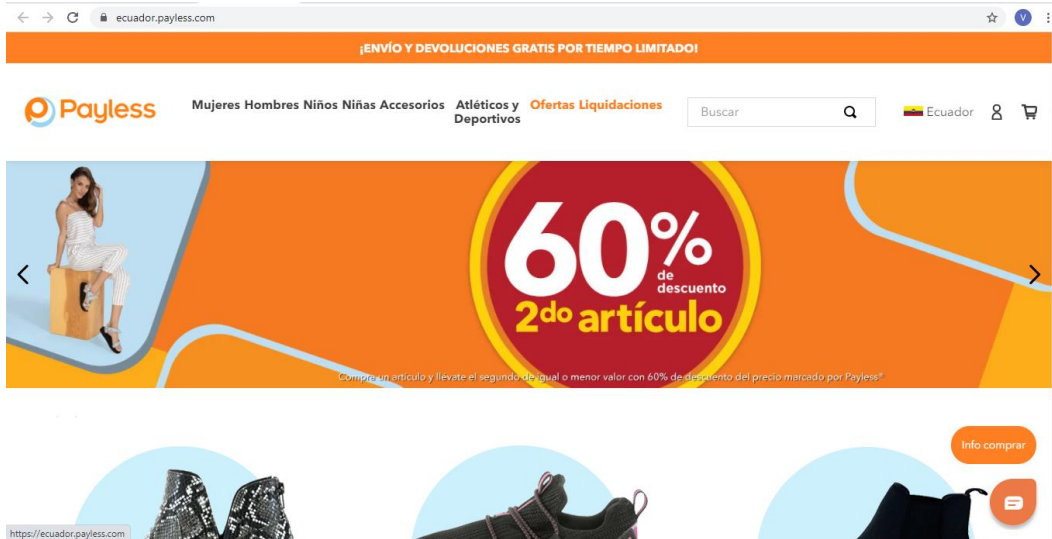 ecuador.payless.com
V
¡ENVÍO Y DEVOLUCIONES GRATIS POR TIEMPO LIMITADO!
Payless
Mujeres Hombres Niños Niñas Accesorios Atléticos y Ofertas Liquidaciones
Deportivos
Buscar
Ecuador
60%
de
descuento
2do artículo
Compra un articulo y llévate el segundo de igual o menor valor con 60% de descuento del precio marcado por Payless*
Info comprar
https://ecuador.payless.com